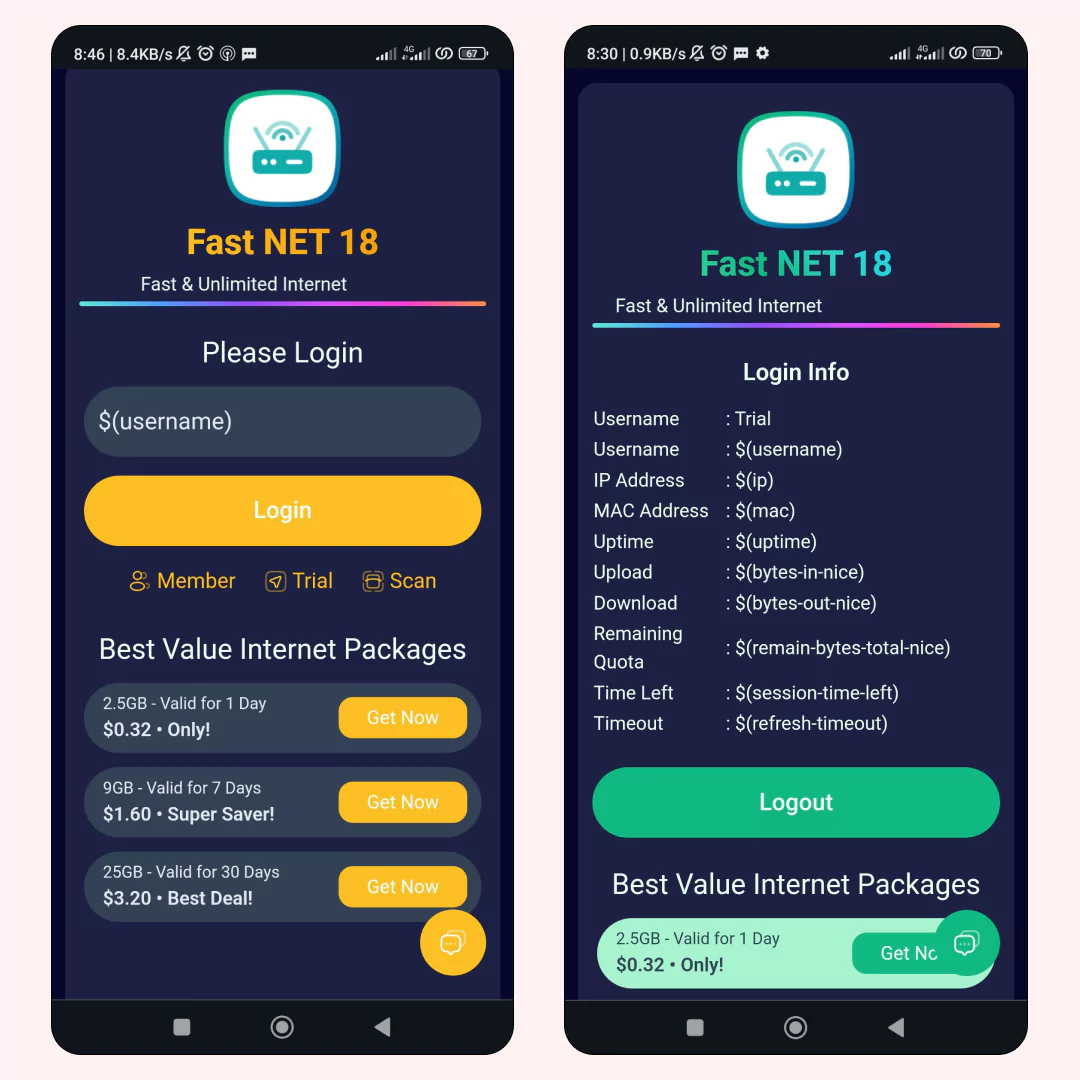 8:46 | 8.4KB/s
4G
67
Fast NET 18
Fast & Unlimited Internet
Please Login
$(username)
Login
Member Trial Scan
Best Value Internet Packages
2.5GB - Valid for 1 Day
$0.32 • Only!
Get Now
9GB - Valid for 7 Days
$1.60 • Super Saver!
Get Now
25GB - Valid for 30 Days
$3.20 • Best Deal!
Get Now
8:30 | 0.9KB/s
4G
70
Fast NET 18
Fast & Unlimited Internet
Login Info
Username : Trial
Username : $(username)
IP Address : $(ip)
MAC Address : $(mac)
Uptime : $(uptime)
Upload : $(bytes-in-nice)
Download : $(bytes-out-nice)
Remaining
Quota : $(remain-bytes-total-nice)
Time Left : $(session-time-left)
Timeout : $(refresh-timeout)
Logout
Best Value Internet Packages
2.5GB - Valid for 1 Day
$0.32 • Only!
Get Nc